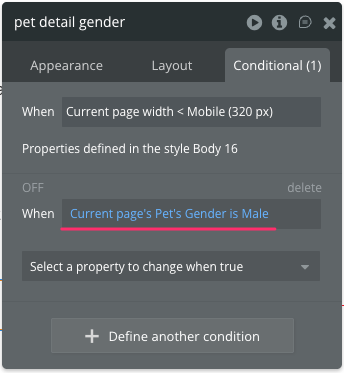 pet detail gender
Appearance Layout Conditional (1)
When Current page width < Mobile (320 px)
Properties defined in the style Body 16
OFF delete
When Current page's Pet's Gender is Male
Select a property to change when true
Define another condition